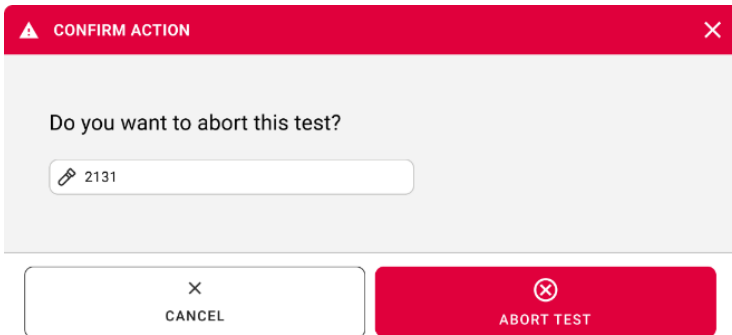 CONFIRM ACTION
Do you want to abort this test?
2131
CANCEL
ABORT TEST